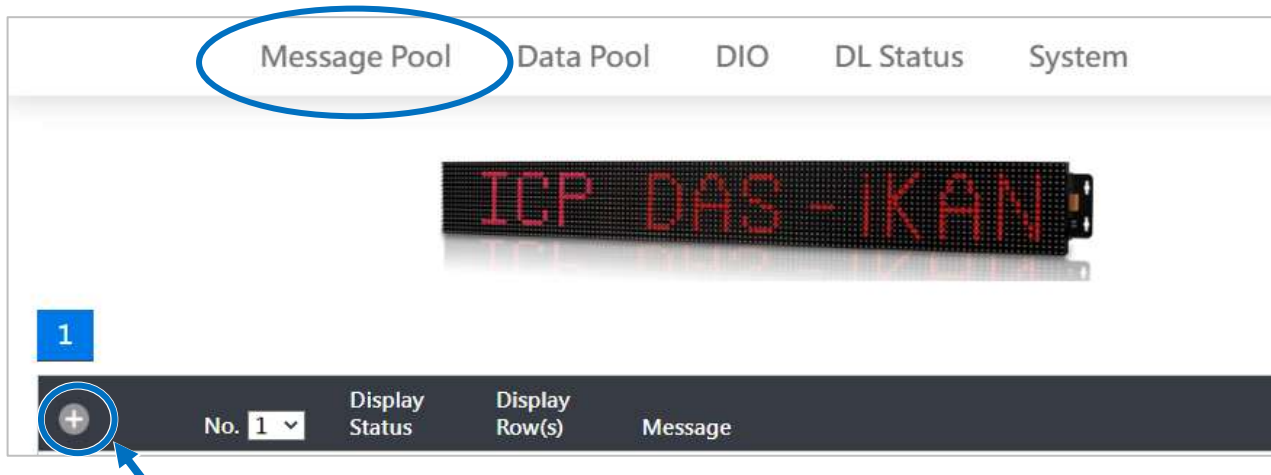 Message Pool Data Pool DIO DL Status System
ICP DAS-iKAN
1
No. 1 Display Status Display Row(s) Message